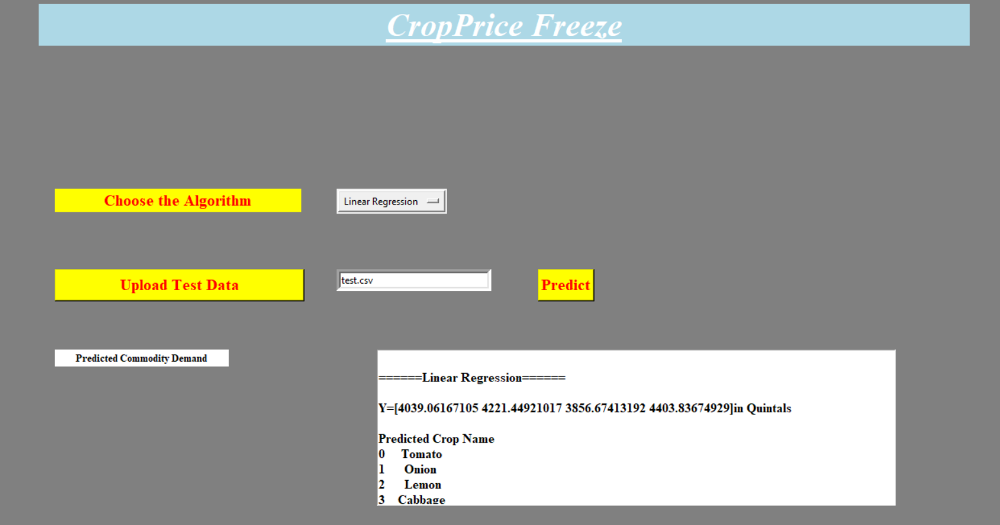 CropPrice Freeze
Choose the Algorithm
Linear Regression
Upload Test Data
test.csv
Predict
Predicted Commodity Demand
======Linear Regression======
Y=[4039.06167105 4221.44921017 3856.67413192 4403.83674929]in Quintals
Predicted Crop Name
0 Tomato
1 Onion
2 Lemon
3 Cabbage